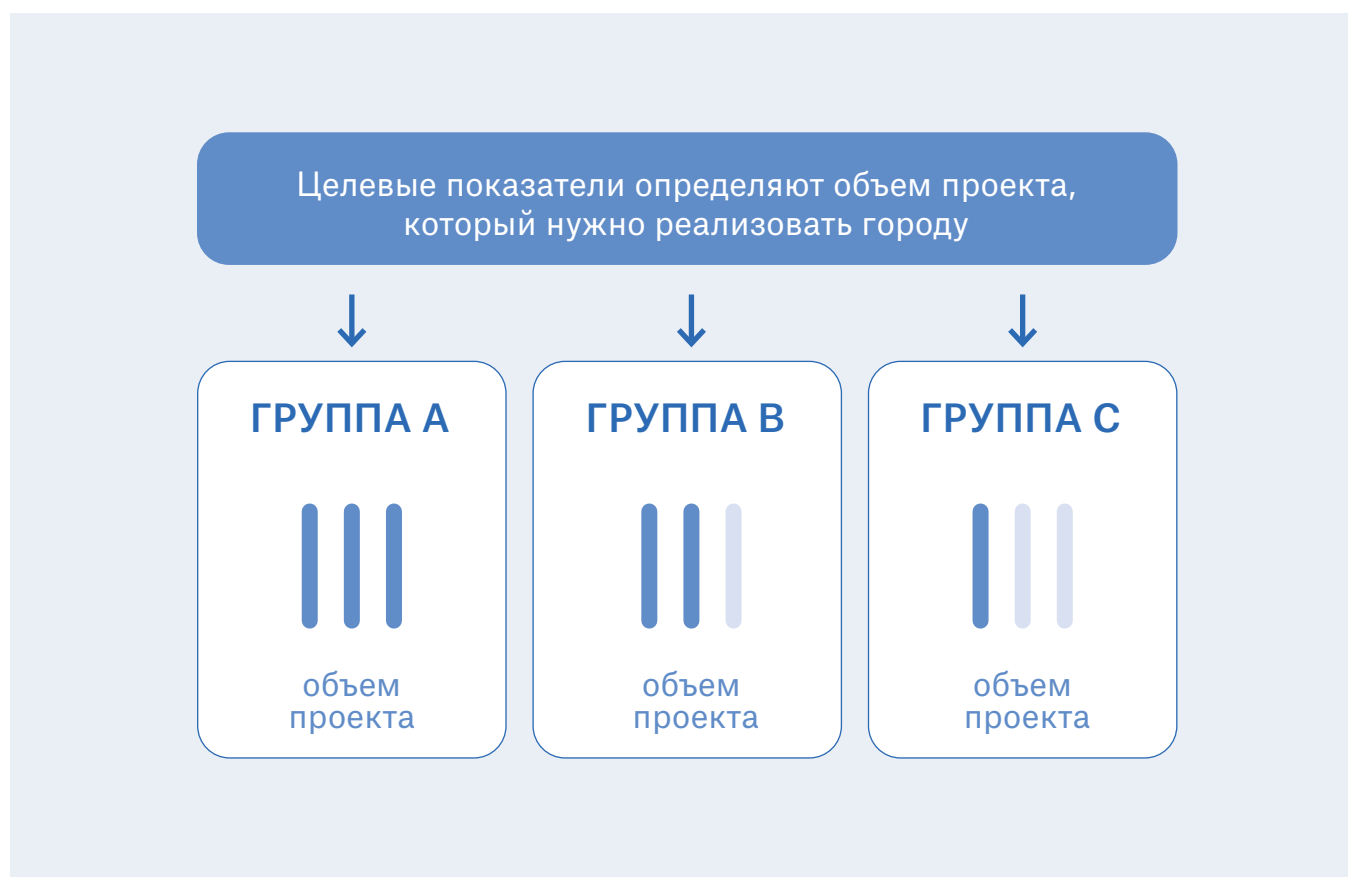 Целевые показатели определяют объем проекта,
который нужно реализовать городу
ГРУППА А
объем
проекта
ГРУППА В
объем
проекта
ГРУППА С
объем
проекта